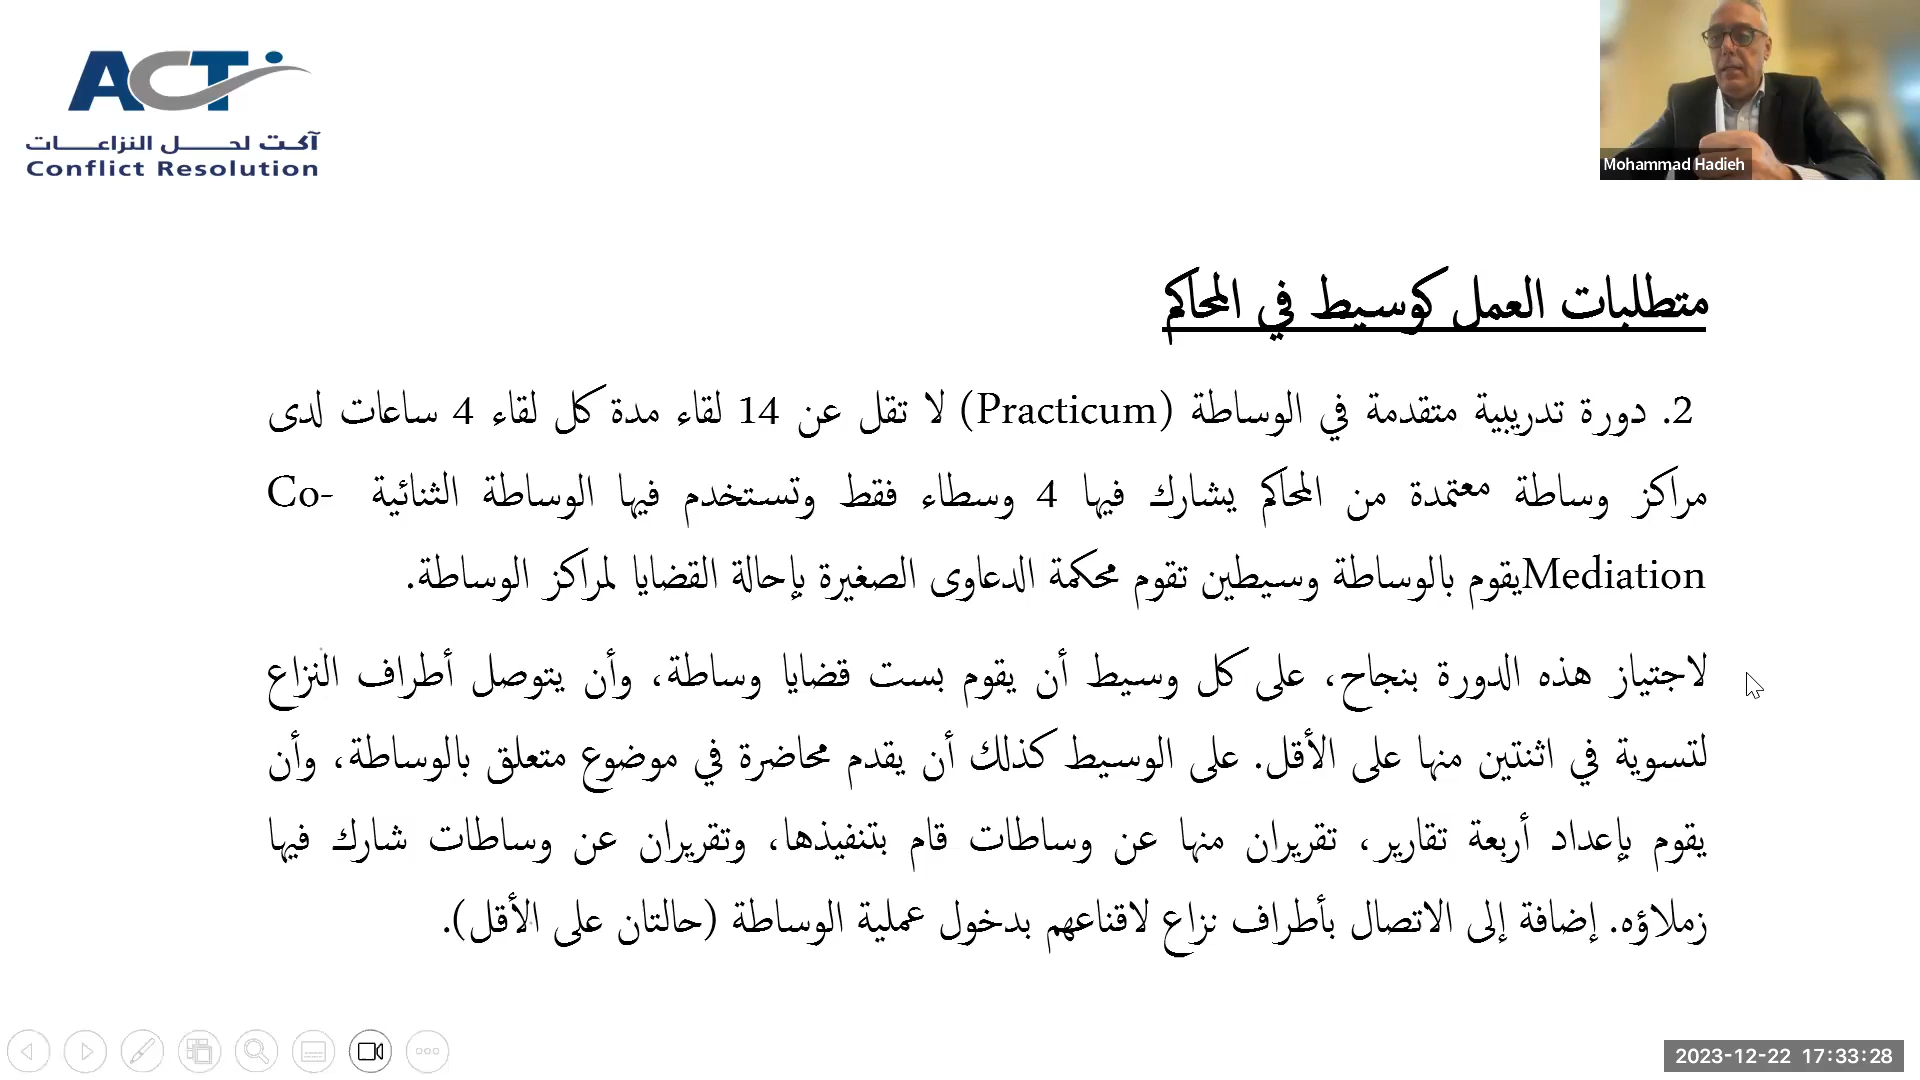 ACT
آكت لحل النزاعات
Conflict Resolution
Mohammad Hadieh
متطلبات العمل كوسيط في المحاكم
2. دورة تدريبية متقدمة في الوساطة (Practicum) لا تقل عن 14 لقاء مدة كل لقاء 4 ساعات لدى
مراكز وساطة معتمدة من المحاكم يشارك فيها 4 وسطاء فقط وتستخدم فيها الوساطة الثنائية Co-
Mediationيقوم بالوساطة وسيطين تقوم محكمة الدعاوى الصغيرة بإحالة القضايا لمراكز الوساطة.
لاجتياز هذه الدورة بنجاح، على كل وسيط أن يقوم بست قضايا وساطة، وأن يتوصل أطراف النزاع
لتسوية في اثنتين منها على الأقل. على الوسيط كذلك أن يقدم محاضرة في موضوع متعلق بالوساطة، وأن
يقوم بإعداد أربعة تقارير، تقريران منها عن وساطات قام بتنفيذها، وتقريران عن وساطات شارك فيها
زملاؤه. إضافة إلى الاتصال بأطراف نزاع لاقناعهم بدخول عملية الوساطة (حالتان على الأقل).
2023-12-22 17:33:28